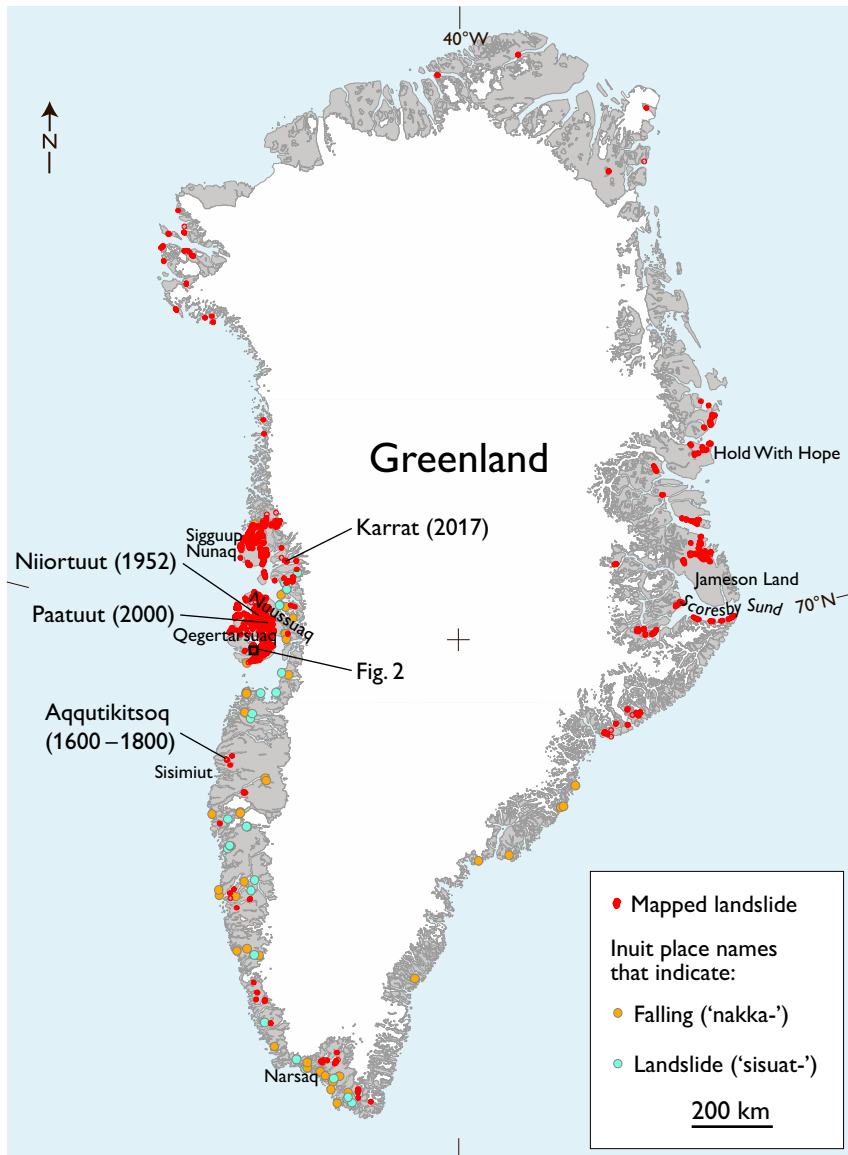 40°W
N
Hold With Hope
Greenland
Karrat (2017)
Sigguup
Nunaq
Niiortuut (1952)
Jameson Land
Nuussuaq
Scoresby Sund
70°N
Paatuut (2000)
Qegertarsuaq
Fig. 2
Aqqutikitsoq
(1600 – 1800)
Sisimiut
Mapped landslide
Inuit place names
that indicate:
Falling (‘nakka-’)
Landslide (‘sisuat-’)
200 km
Narsaq